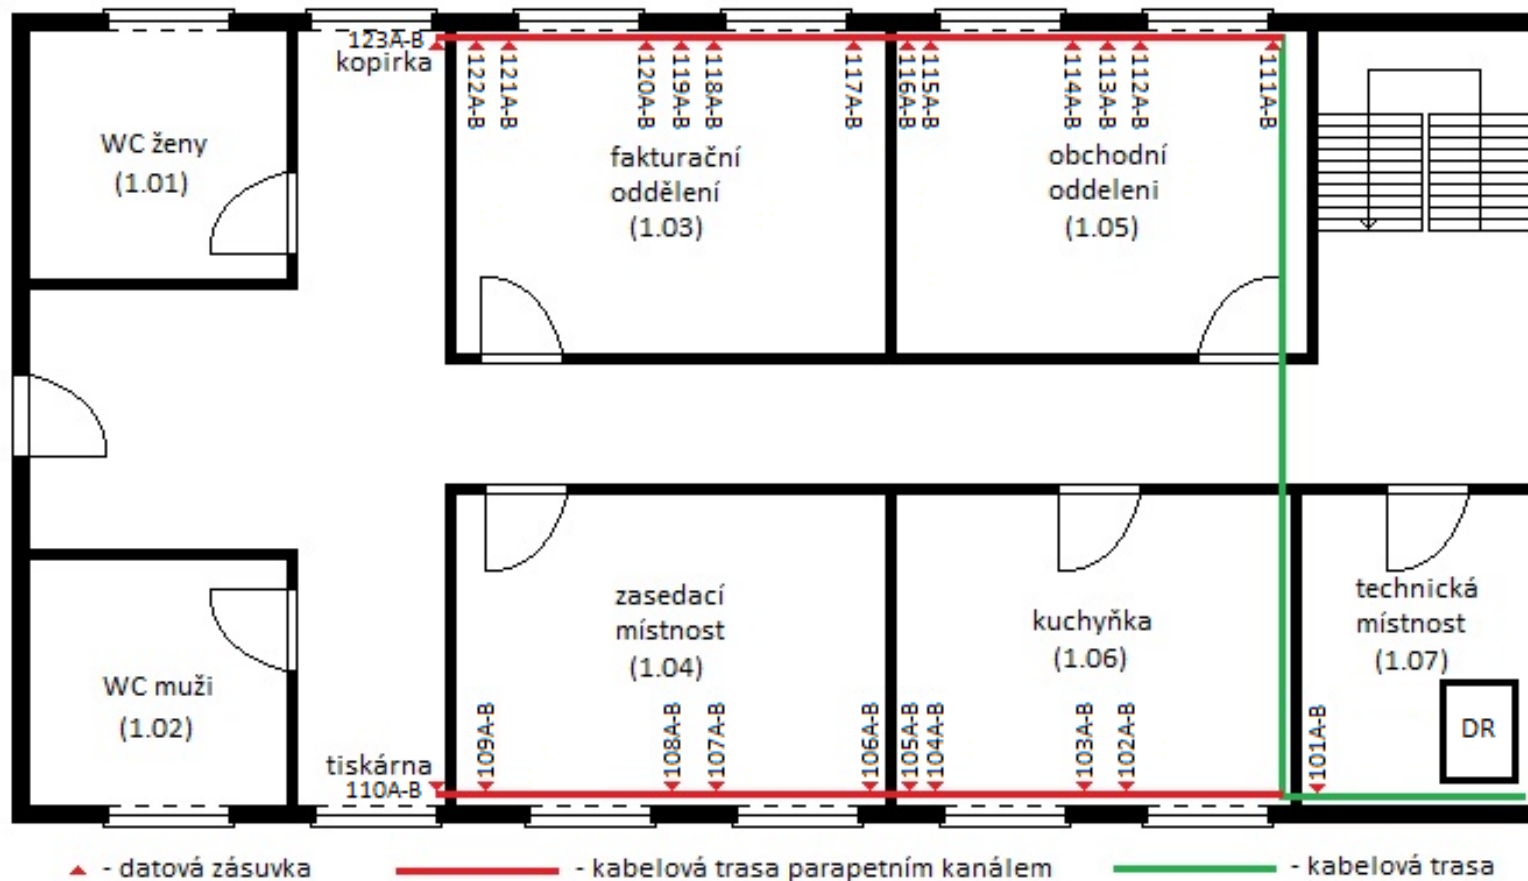 123A-B
kopirka
122A-B
121A-B
120A-B
119A-B
118A-B
117A-B
116A-B
115A-B
114A-B
113A-B
112A-B
111A-B
WC ženy
(1.01)
fakturační
oddělení
(1.03)
obchodní
oddeleni
(1.05)
WC muži
(1.02)
zasedací
místnost
(1.04)
kuchyňka
(1.06)
technická
místnost
(1.07)
DR
tiskárna
110A-B
109A-B
108A-B
107A-B
106A-B
105A-B
104A-B
103A-B
102A-B
101A-B
- datová zásuvka
- kabelová trasa parapetním kanálem
- kabelová trasa